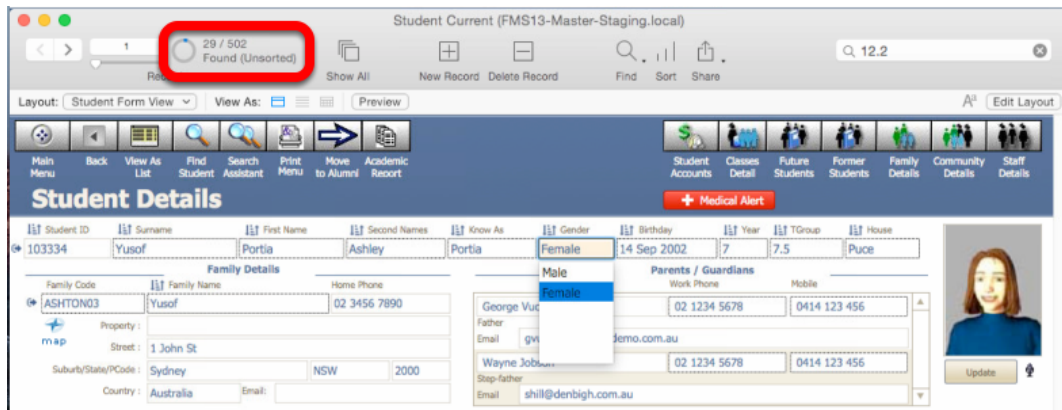 Student Current (FMS13-Master-Staging.local)
1
29 / 502
Found (Unsorted)
12.2
Show All
New Record
Delete Record
Find
Sort
Share
Layout:
Student Form View
View As:
Preview
Edit Layout
Main Menu
Back
View As List
Find Student
Search Assistant
Print Menu
Move to Alumni
Academic Report
Student Accounts
Classes Detail
Future Students
Former Students
Family Details
Community Details
Staff Details
Student Details
Medical Alert
Student ID
Surname
First Name
Second Names
Know As
Gender
Birthday
Year
TGroup
House
103334
Yusof
Portia
Ashley
Portia
Female
14 Sep 2002
7
7.5
Puce
Male
Female
Family Details
Parents / Guardians
Family Code
Family Name
Home Phone
Work Phone
Mobile
ASHTON03
Yusof
02 3456 7890
George
02 1234 5678
0414 123 456
map
Property :
Father
Street :
1 John St
Email
demo.com.au
Suburb/State/PCode :
Sydney
NSW
2000
Wayne
02 1234 5678
0414 123 456
Step-father
Country :
Australia
Email:
Email
shill@denbigh.com.au
Update